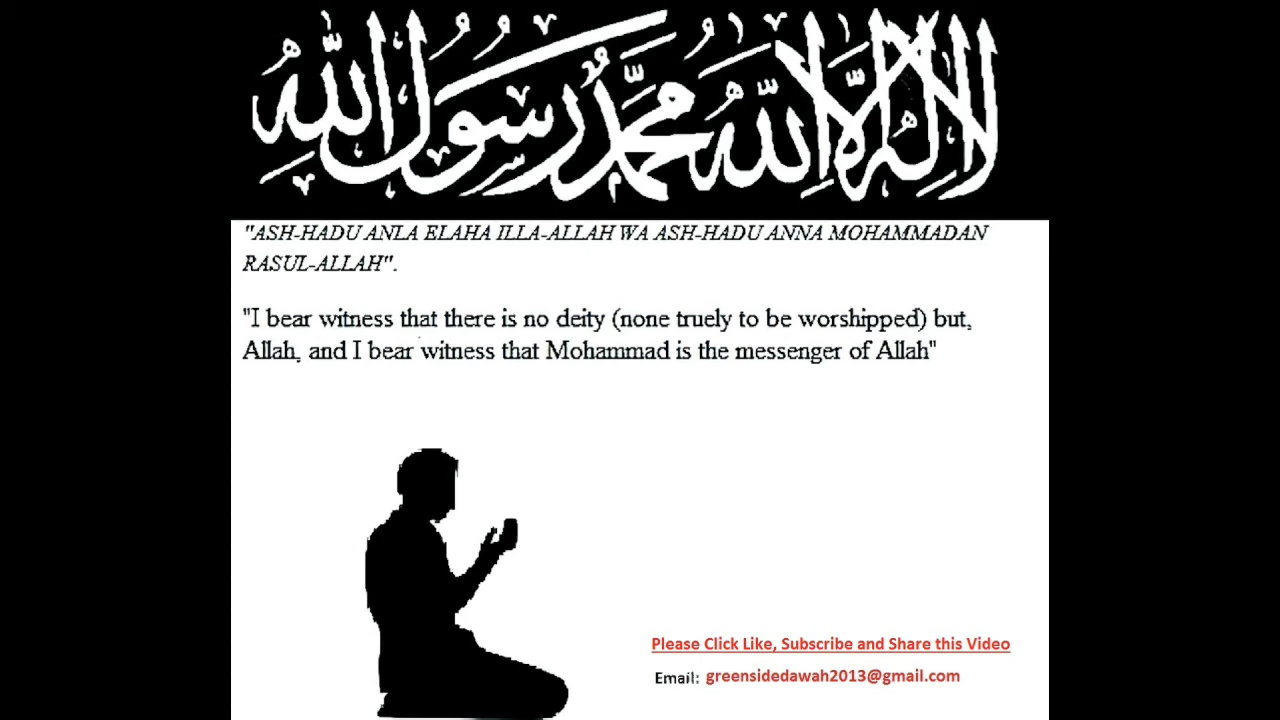 لا إله إلا الله محمد رسول الله
"ASH-HADU ANLA ELAHA ILLA-ALLAH WA ASH-HADU ANNA MOHAMMADAN
RASUL-ALLAH".
"I bear witness that there is no deity (none truely to be worshipped) but,
Allah, and I bear witness that Mohammad is the messenger of Allah"
Please Click Like, Subscribe and Share this Video
Email: greensidedawah2013@gmail.com